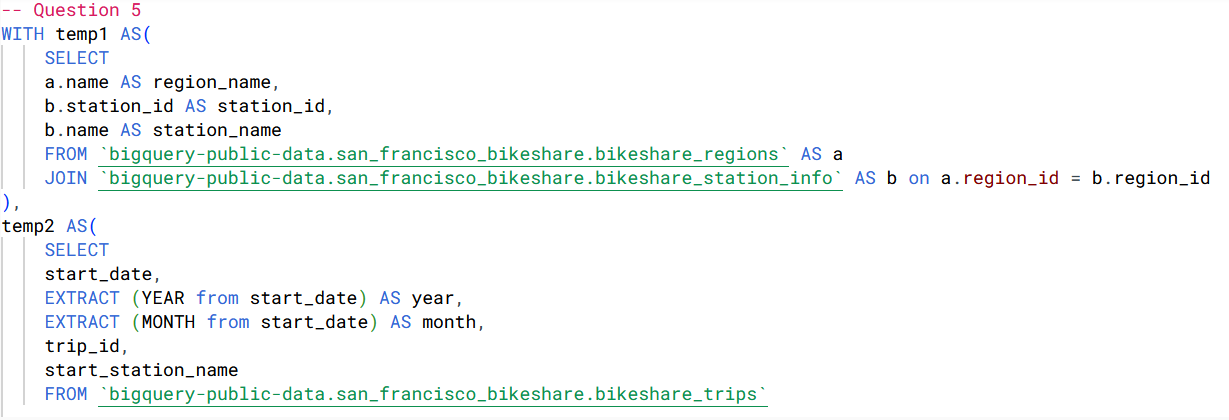 -- Question 5
WITH temp1 AS(
SELECT
a.name AS region_name,
b.station_id AS station_id,
b.name AS station_name
FROM `bigquery-public-data.san_francisco_bikeshare.bikeshare_regions` AS a
JOIN `bigquery-public-data.san_francisco_bikeshare.bikeshare_station_info` AS b on a.region_id = b.region_id
),
temp2 AS(
SELECT
start_date,
EXTRACT (YEAR from start_date) AS year,
EXTRACT (MONTH from start_date) AS month,
trip_id,
start_station_name
FROM `bigquery-public-data.san_francisco_bikeshare.bikeshare_trips`